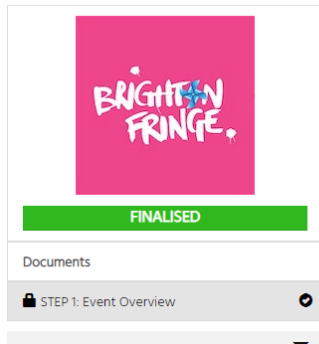 BRIGHTON
FRINGE
FINALISED
Documents
STEP 1: Event Overview